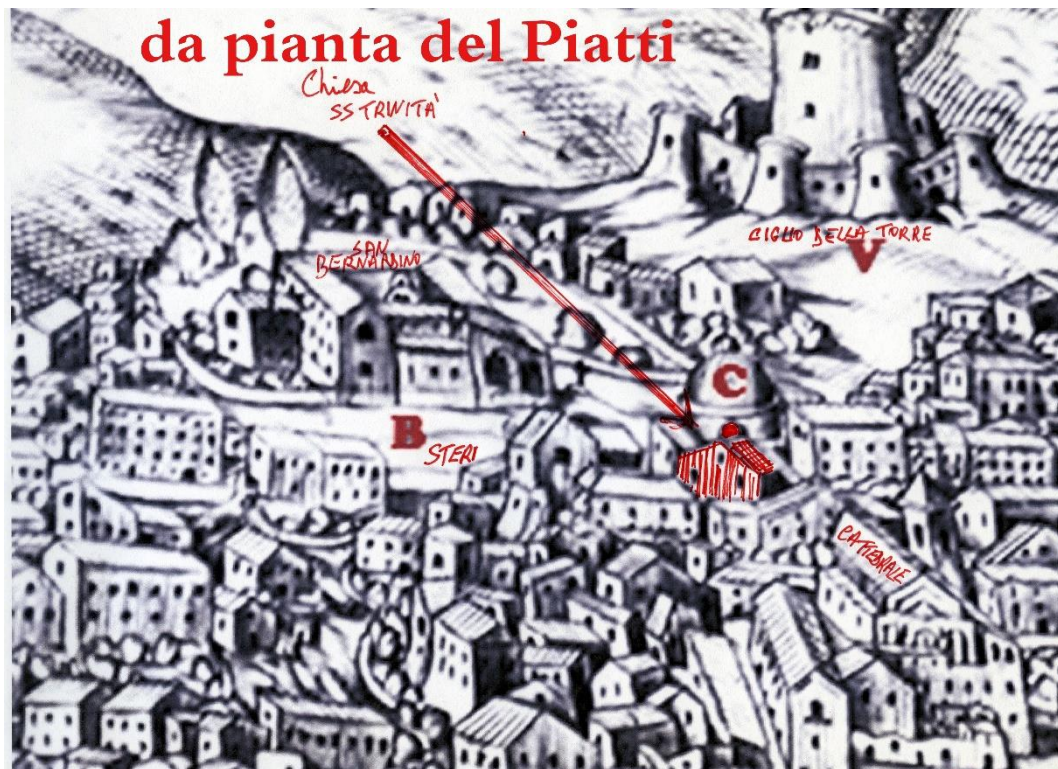 da pianta del Piatti
Chiesa
SS TRINITÀ
SAN
BERNARDINO
CIGLIO DELLA TORRE
V
C
B
STERI
CATTEDRALE